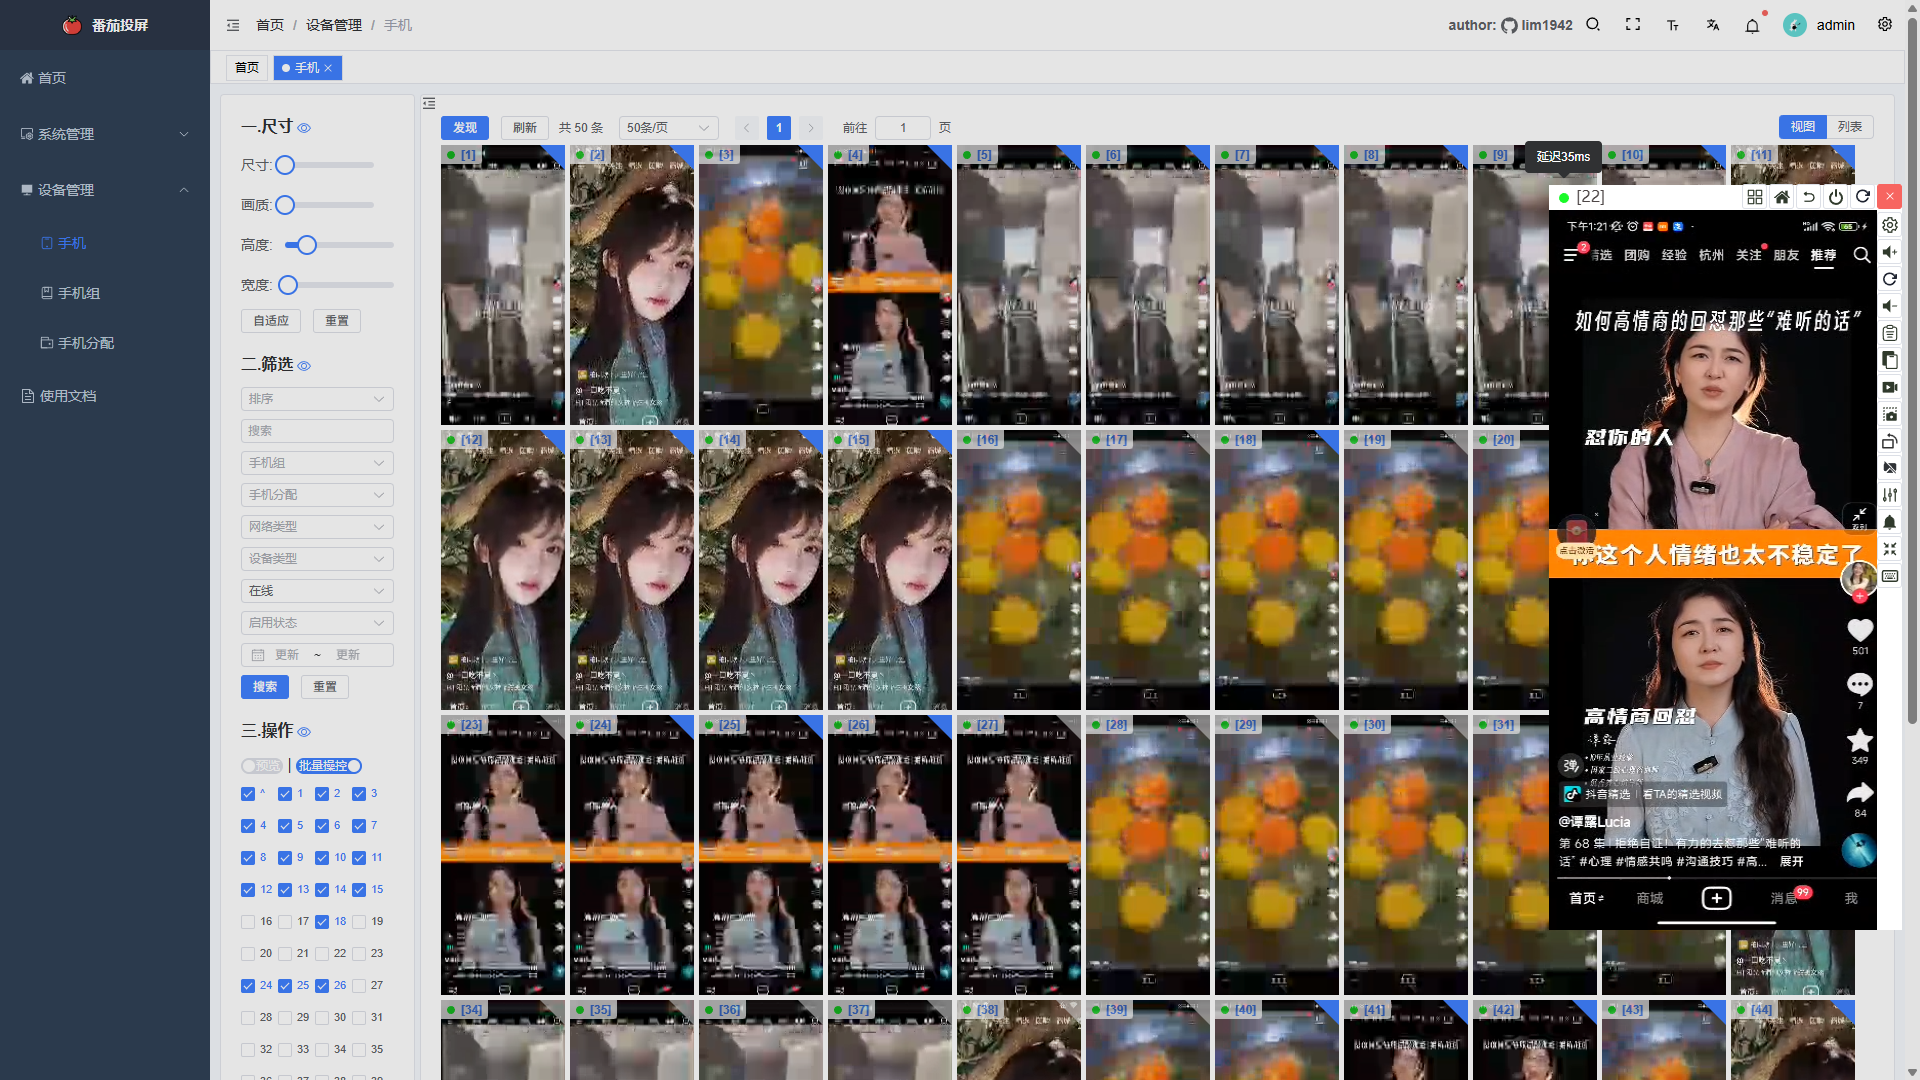 番茄投屏
首页 / 设备管理 / 手机
author: lim1942
admin
首页
手机 ×
首页
系统管理
设备管理
手机
手机组
手机分配
使用文档
一.尺寸
尺寸:
画质:
高度:
宽度:
自适应 重置
二.筛选
排序
搜索
手机组
手机分配
网络类型
设备类型
在线
启用状态
更新 ~ 更新
搜索 重置
三.操作
预览 | 批量操控
^ 1 2 3
4 5 6 7
8 9 10 11
12 13 14 15
16 17 18 19
20 21 22 23
24 25 26 27
28 29 30 31
32 33 34 35
发现 刷新 共 50 条 50条/页 1 前往 1 页
视图 列表
[1] [2] [3] [4] [5] [6] [7] [8] [9] [10] [11]
[12] [13] [14] [15] [16] [17] [18] [19] [20]
[23] [24] [25] [26] [27] [28] [29] [30] [31]
[34] [35] [36] [37] [38] [39] [40] [41] [42] [43] [44]
延迟35ms
[22]
下午1:21
2 团购 经验 杭州 关注 朋友 推荐
如何高情商的回怼那些“难听的话”
怼你的人
点击激活
你这个人情绪也太不稳定了
501
7
349
84
高情商回怼
弹
抖音精选 | 看TA的精选视频
@谭露Lucia
第 68 集 | 拒绝自证！有力的去怼那些“难听的
话” #心理 #情感共鸣 #沟通技巧 #高... 展开
首页 商城 消息 99 我